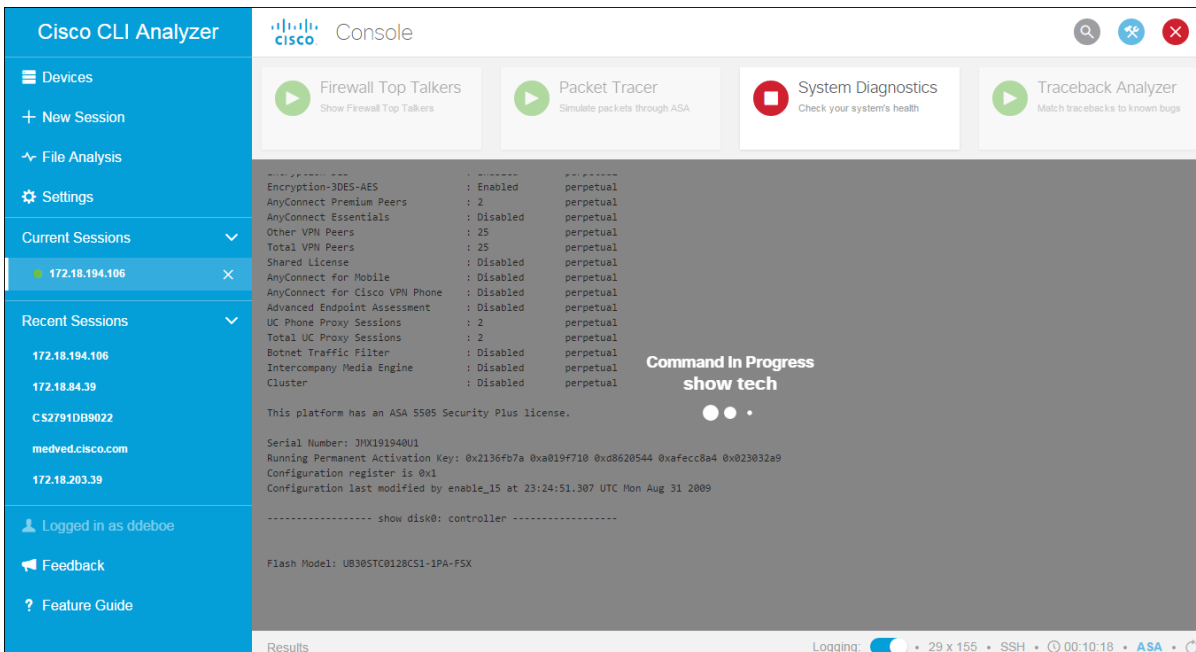 Cisco CLI Analyzer
Devices
New Session
File Analysis
Settings
Current Sessions
172.18.194.106
Recent Sessions
172.18.194.106
172.18.84.39
CS2791DB9022
medved.cisco.com
172.18.203.39
Logged in as ddeboe
Feedback
? Feature Guide
CISCO Console
Firewall Top Talkers
Show Firewall Top Talkers
Packet Tracer
Simulate packets through ASA
System Diagnostics
Check your system's health
Traceback Analyzer
Match tracebacks to known bugs
Encryption-3DES-AES : Enabled perpetual
AnyConnect Premium Peers : 2 perpetual
AnyConnect Essentials : Disabled perpetual
Other VPN Peers : 25 perpetual
Total VPN Peers : 25 perpetual
Shared License : Disabled perpetual
AnyConnect for Mobile : Disabled perpetual
AnyConnect for Cisco VPN Phone : Disabled perpetual
Advanced Endpoint Assessment : Disabled perpetual
UC Phone Proxy Sessions : 2 perpetual
Total UC Proxy Sessions : 2 perpetual
Botnet Traffic Filter : Disabled perpetual
Intercompany Media Engine : Disabled perpetual
Cluster : Disabled perpetual
Command In Progress
show tech
This platform has an ASA 5505 Security Plus license.
Serial Number: JMX191940U1
Running Permanent Activation Key: 0x2136fb7a 0xa019f710 0xd8620544 0xafecc8a4 0x023032a9
Configuration register is 0x1
Configuration last modified by enable_15 at 23:24:51.307 UTC Mon Aug 31 2009
------------------ show disk0: controller ------------------
Flash Model: UB30STC0128CS1-1PA-FSX
Results
Logging: • 29 x 155 • SSH • 00:10:18 • ASA •